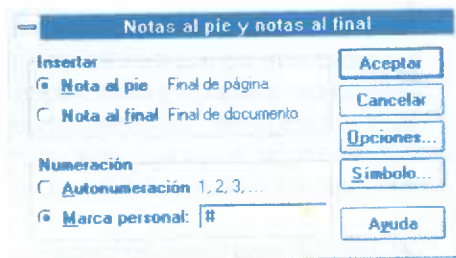 Notas al pie y notas al final
Insertar
Nota al pie Final de página
Nota al final Final de documento
Numeración
Autonumeración 1, 2, 3, ...
Marca personal: #
Aceptar
Cancelar
Opciones...
Símbolo...
Ayuda